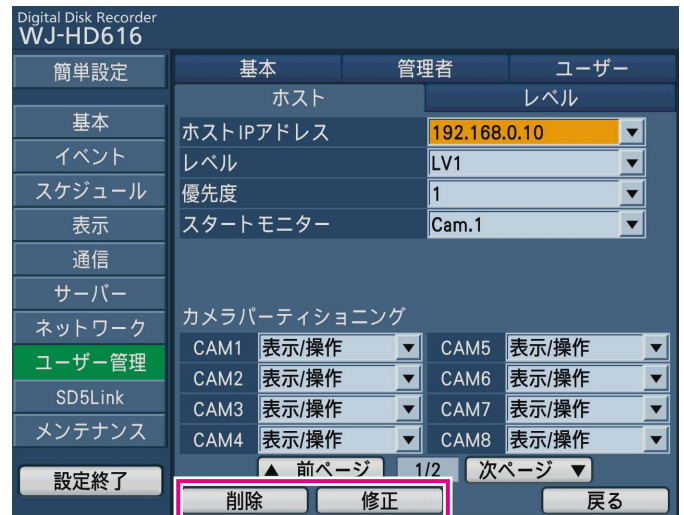 Digital Disk Recorder
WJ-HD616
簡単設定
基本
イベント
スケジュール
表示
通信
サーバー
ネットワーク
ユーザー管理
SD5Link
メンテナンス
設定終了
基本 管理者 ユーザー
ホスト レベル
ホストIPアドレス 192.168.0.10 ▼
レベル LV1 ▼
優先度 1 ▼
スタートモニター Cam.1 ▼
カメラパーティショニング
CAM1 表示/操作 ▼ CAM5 表示/操作 ▼
CAM2 表示/操作 ▼ CAM6 表示/操作 ▼
CAM3 表示/操作 ▼ CAM7 表示/操作 ▼
CAM4 表示/操作 ▼ CAM8 表示/操作 ▼
▲ 前ページ 1/2 次ページ ▼
削除 修正 戻る